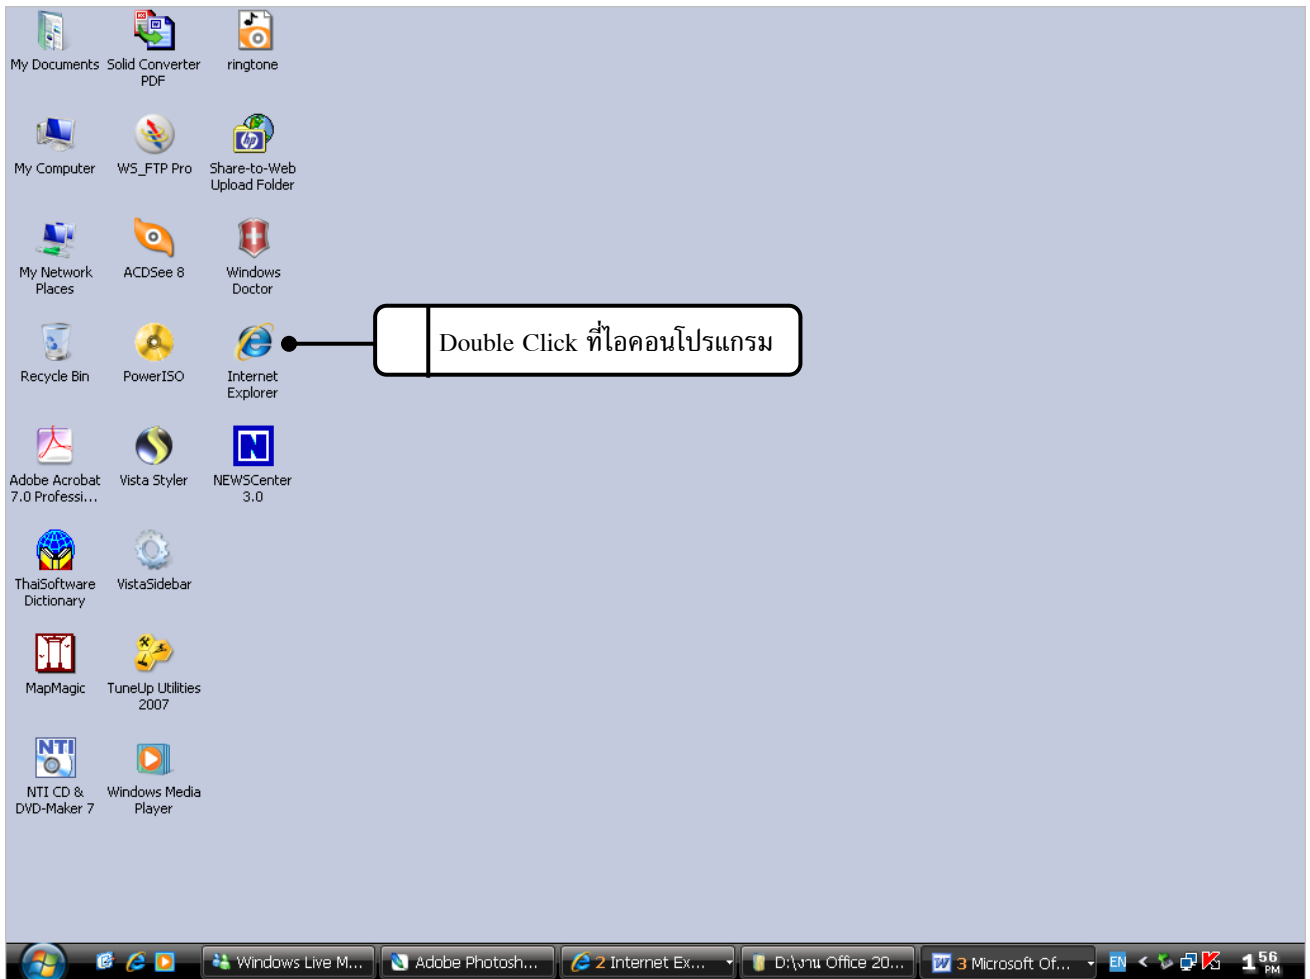 My Documents
Solid Converter
PDF
ringtone
My Computer
WS_FTP Pro
Share-to-Web
Upload Folder
My Network
Places
ACDSee 8
Windows
Doctor
Recycle Bin
PowerISO
Internet
Explorer
Double Click ที่ไอคอนโปรแกรม
Adobe Acrobat
7.0 Professi...
Vista Styler
NEWSCenter
3.0
ThaiSoftware
Dictionary
VistaSidebar
MapMagic
TuneUp Utilities
2007
NTI
NTI CD &
DVD-Maker 7
Windows Media
Player
Windows Live M...
Adobe Photosh...
2 Internet Ex...
D:\งาน Office 20...
3 Microsoft Of...
EN
1 56 PM